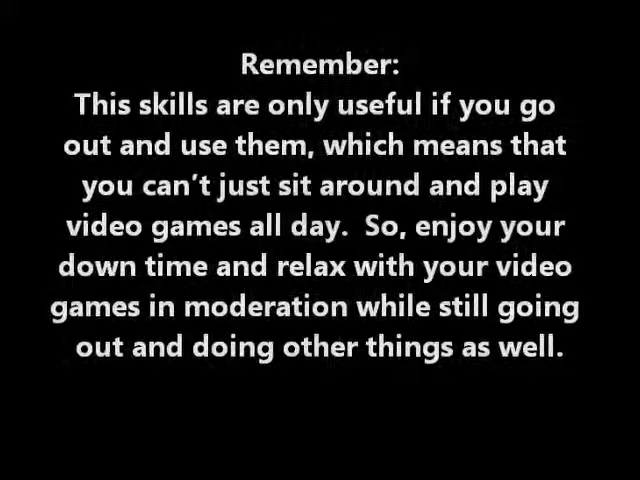 Remember:
This skills are only useful if you go
out and use them, which means that
you can’t just sit around and play
video games all day.  So, enjoy your
down time and relax with your video
games in moderation while still going
out and doing other things as well.